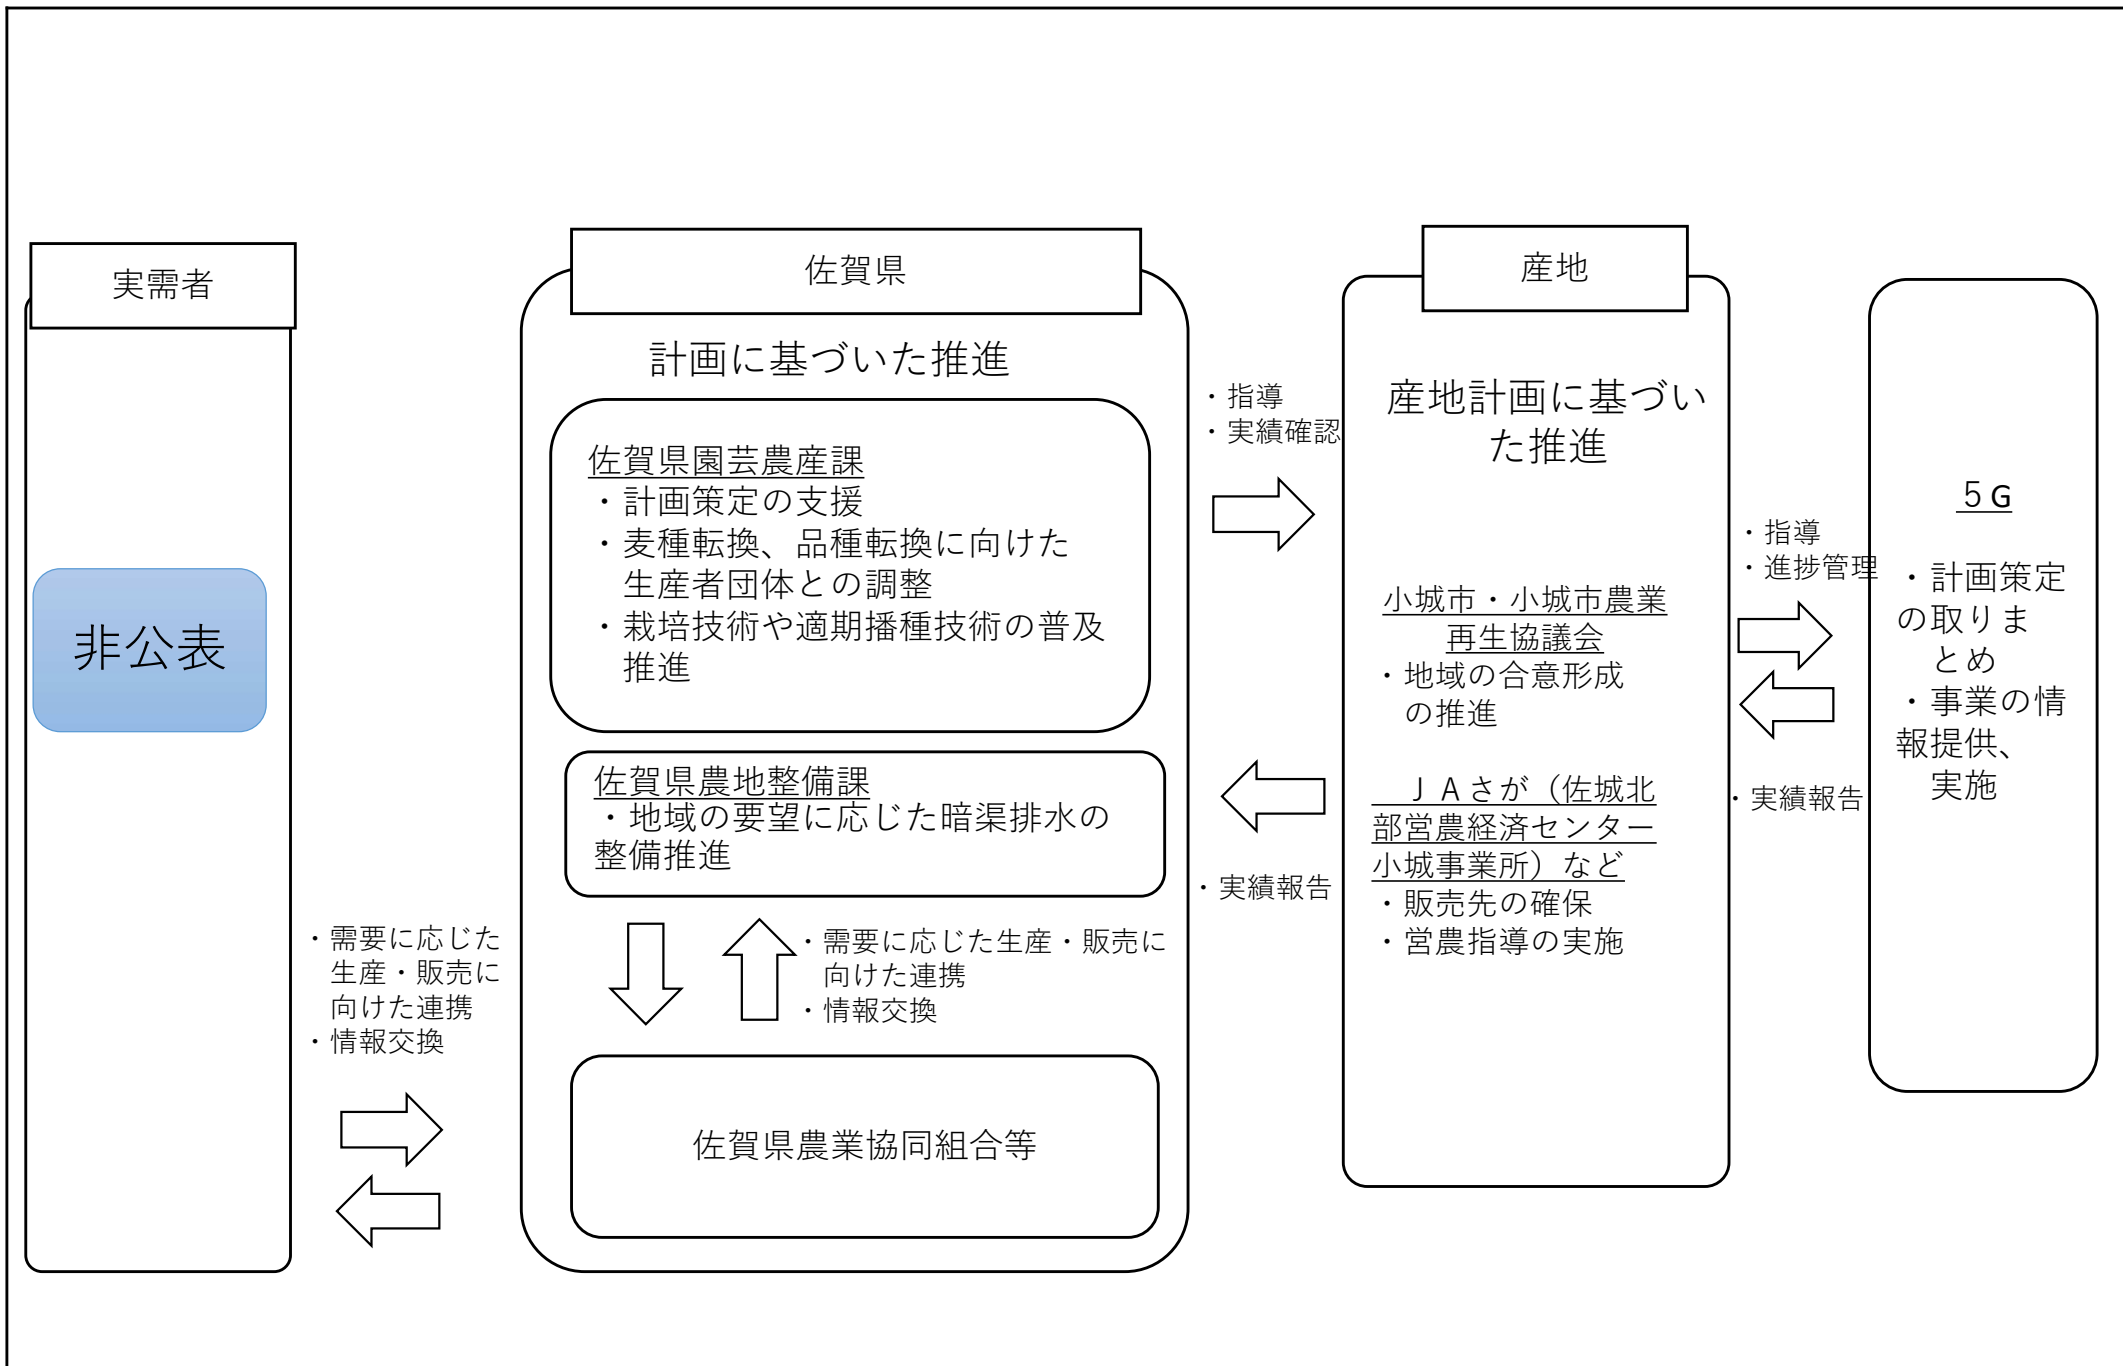 実需者
非公表
・需要に応じた
生産・販売に
向けた連携
・情報交換
佐賀県
計画に基づいた推進
佐賀県園芸農産課
・計画策定の支援
・麦種転換、品種転換に向けた
生産者団体との調整
・栽培技術や適期播種技術の普及
推進
佐賀県農地整備課
・地域の要望に応じた暗渠排水の
整備推進
・需要に応じた生産・販売に
向けた連携
・情報交換
佐賀県農業協同組合等
・指導
・実績確認
・実績報告
産地
産地計画に基づい
た推進
小城市・小城市農業
再生協議会
・地域の合意形成
の推進
ＪＡさが（佐城北
部営農経済センター
小城事業所）など
・販売先の確保
・営農指導の実施
・指導
・進捗管理
・実績報告
５G
・計画策定
の取りま
とめ
・事業の情
報提供、
実施